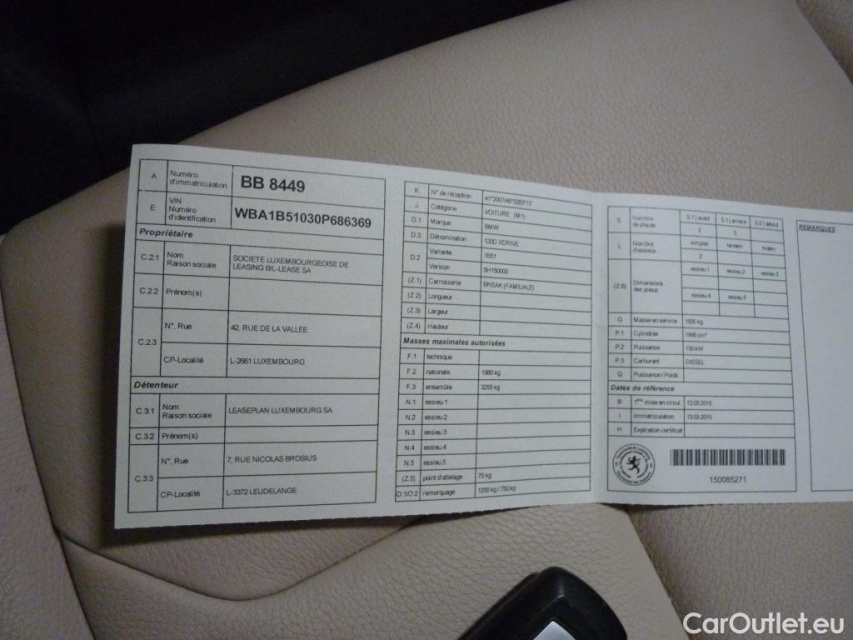 A Numéro d'immatriculation BB 8449
E VIN Numéro d'identification WBA1B51030P686369
Propriétaire
C.2.1 Nom Raison sociale SOCIETE LUXEMBOURGEOISE DE LEASING BIL-LEASE SA
C.2.2 Prénom(s)
C.2.3 N°, Rue 42, RUE DE LA VALLEE
CP-Localité L-2661 LUXEMBOURG
Détenteur
C.3.1 Nom Raison sociale LEASEPLAN LUXEMBOURG SA
C.3.2 Prénom(s)
C.3.3 N°, Rue 7, RUE NICOLAS BROSIUS
CP-Localité L-3372 LEUDELANGE
K N° de réception
J Catégorie VOITURE (M1)
D.1 Marque BMW
D.3 Dénomination 120D XDRIVE
D.2 Variante
Version
(Z.1) Carrosserie BREAK (FAMILIALE)
(Z.2) Longueur
(Z.3) Largeur
(Z.4) Hauteur
Masses maximales autorisées
F.1 technique
F.2 nationale 1980 kg
F.3 ensemble
N.1 essieu 1
N.2 essieu 2
N.3 essieu 3
N.4 essieu 4
N.5 essieu 5
(Z.5) point d'attelage 75 kg
O.1/O.2 remorquage 1200 kg / 750 kg
S Nombre de places S.1 | avant S.1 | arrière S.2 | debout
2 3
L Nombre d'essieux simples tandem tridem
2
(Z.6) Dimensions des pneus essieu 1 essieu 2 essieu 3
essieu 4 essieu 5
G Masse en service
P.1 Cylindrée
P.2 Puissance
P.3 Carburant DIESEL
Q Puissance / Poids
Dates de référence
B 1ère mise en circul. 13.03.2015
I Immatriculation 13.03.2015
H Expiration certificat
150085271
REMARQUES
CarOutlet.eu